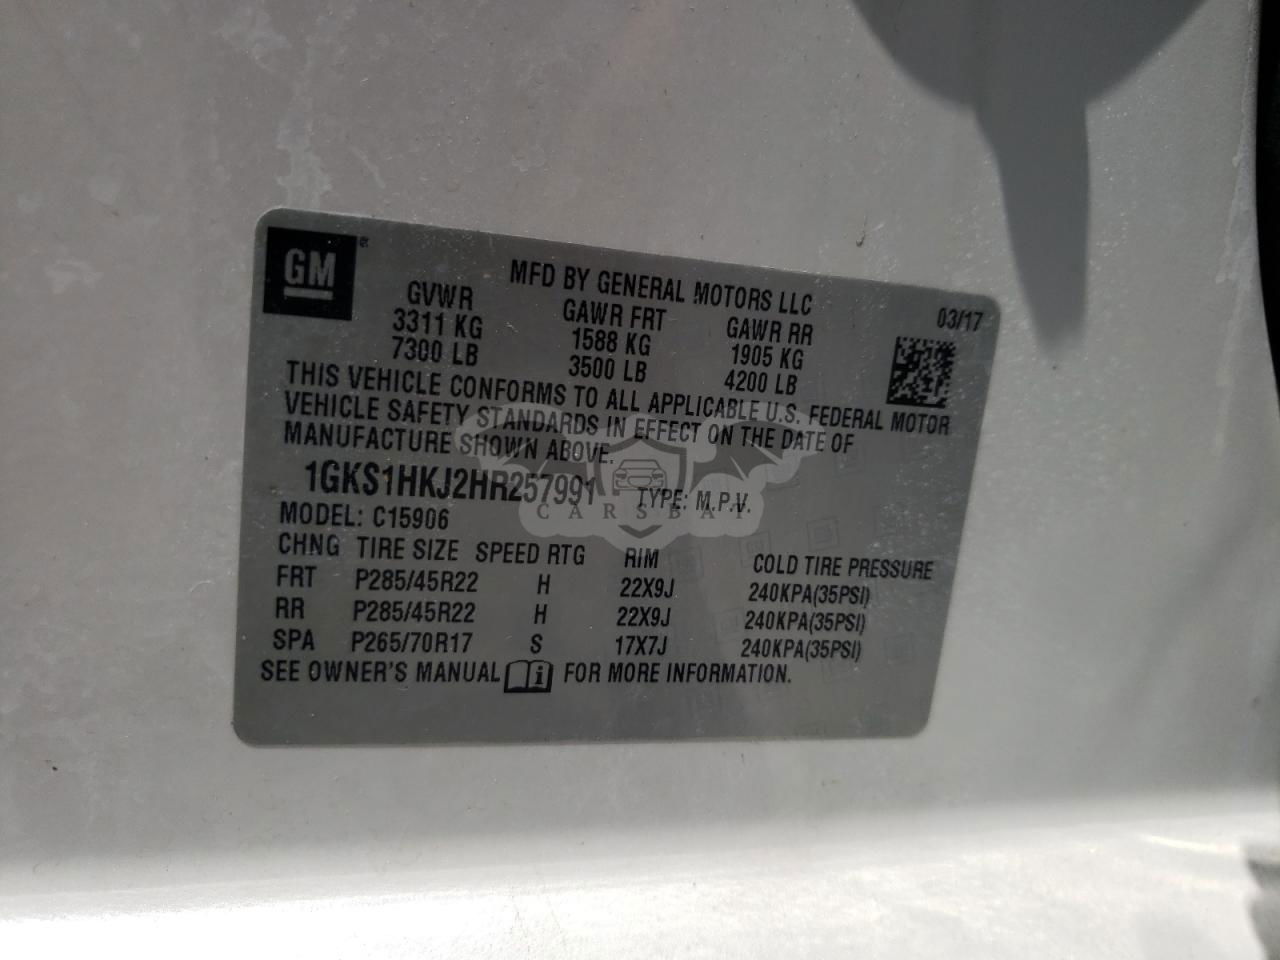 GM
MFD BY GENERAL MOTORS LLC
03/17
GVWR GAWR FRT GAWR RR
3311 KG 1588 KG 1905 KG
7300 LB 3500 LB 4200 LB
THIS VEHICLE CONFORMS TO ALL APPLICABLE U.S. FEDERAL MOTOR
VEHICLE SAFETY STANDARDS IN EFFECT ON THE DATE OF
MANUFACTURE SHOWN ABOVE.
1GKS1HKJ2HR257991 TYPE: M.P.V.
CARSBAT
MODEL: C15906
CHNG TIRE SIZE SPEED RTG RIM COLD TIRE PRESSURE
FRT P285/45R22 H 22X9J 240KPA(35PSI)
RR P285/45R22 H 22X9J 240KPA(35PSI)
SPA P265/70R17 S 17X7J 240KPA(35PSI)
SEE OWNER'S MANUAL FOR MORE INFORMATION.